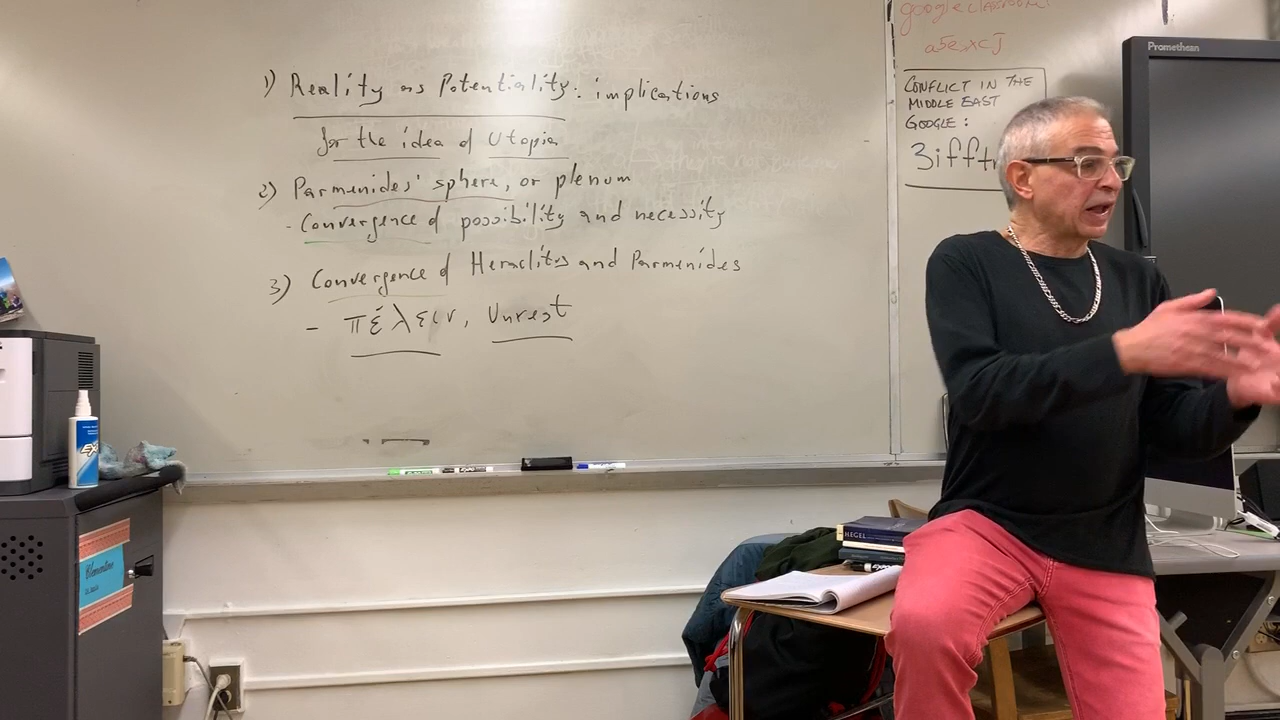 1) Reality as Potentiality: implications
for the idea of Utopia
2) Parmenides' sphere, or plenum
- Convergence of possibility and necessity
3) Convergence of Heraclitus and Parmenides
- πέλειν, Unrest
google classroom
a5excJ
CONFLICT IN THE
MIDDLE EAST
GOOGLE:
Promethean
HEGEL
Clementine